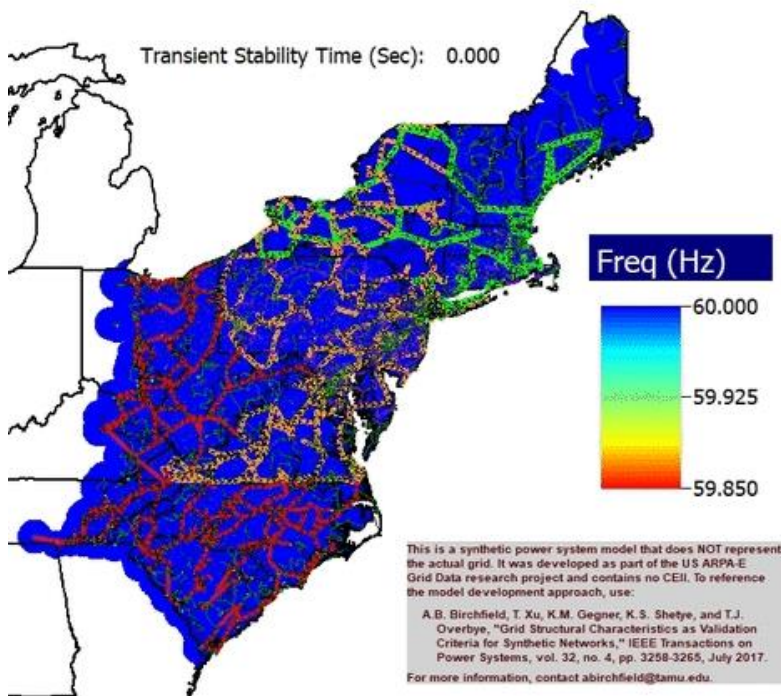 Transient Stability Time (Sec): 0.000
Freq (Hz)
60.000
59.925
59.850
This is a synthetic power system model that does NOT represent
the actual grid. It was developed as part of the US ARPA-E
Grid Data research project and contains no CEII. To reference
the model development approach, use:
A.B. Birchfield, T. Xu, K.M. Gegner, K.S. Shetye, and T.J.
Overbye, "Grid Structural Characteristics as Validation
Criteria for Synthetic Networks," IEEE Transactions on
Power Systems, vol. 32, no. 4, pp. 3258-3265, July 2017.
For more information, contact abirchfield@tamu.edu.